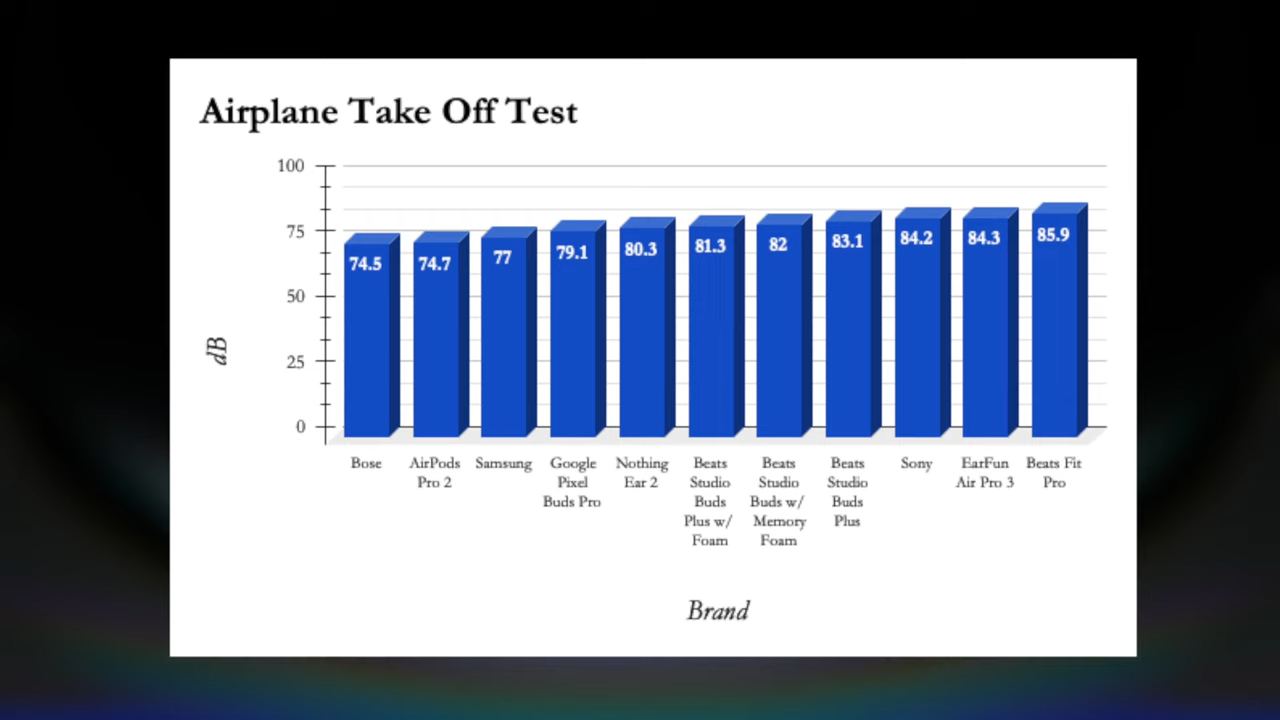 Airplane Take Off Test
100
75
50
25
0
dB
74.5
74.7
77
79.1
80.3
81.3
82
83.1
84.2
84.3
85.9
Bose
AirPods
Pro 2
Samsung
Google
Pixel
Buds Pro
Nothing
Ear 2
Beats
Studio
Buds
Plus w/
Foam
Beats
Studio
Buds w/
Memory
Foam
Beats
Studio
Buds
Plus
Sony
EarFun
Air Pro 3
Beats Fit
Pro
Brand